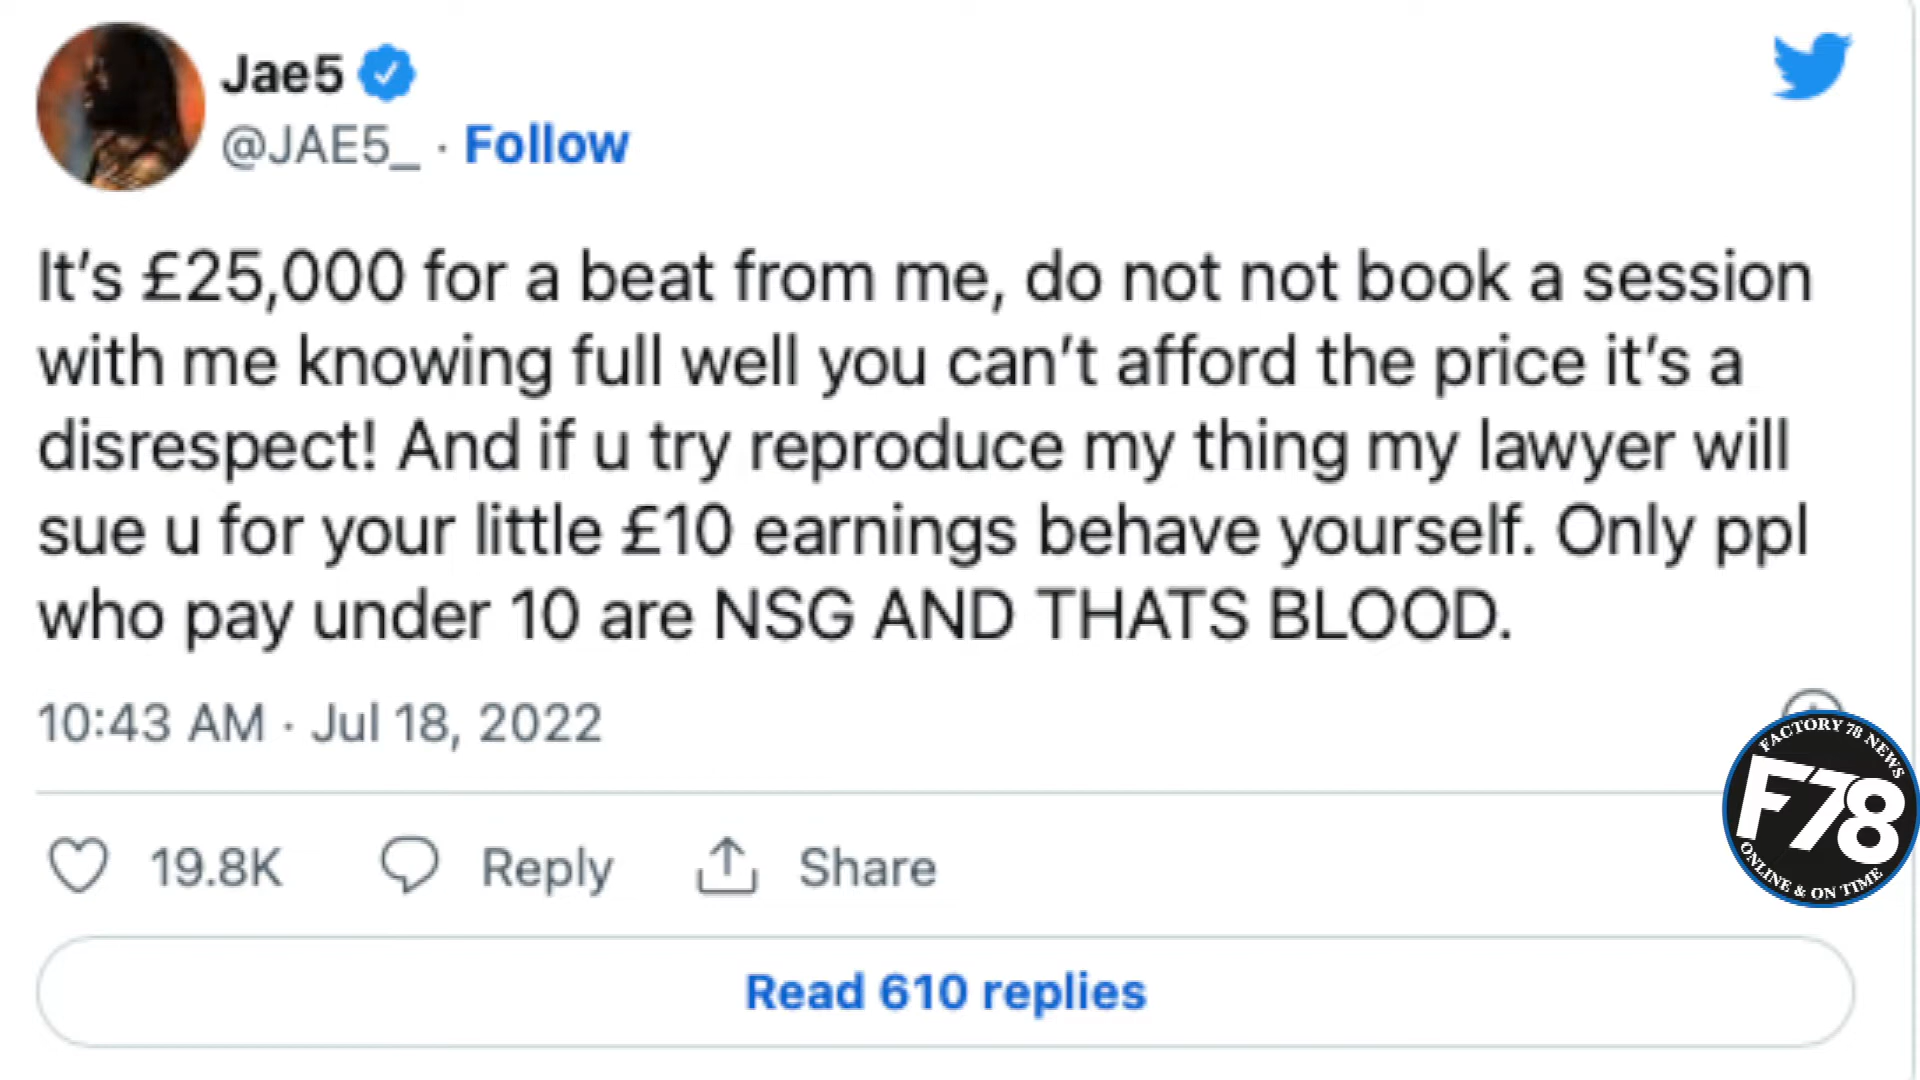 Jae5
@JAE5_ · Follow
It's £25,000 for a beat from me, do not not book a session
with me knowing full well you can't afford the price it's a
disrespect! And if u try reproduce my thing my lawyer will
sue u for your little £10 earnings behave yourself. Only ppl
who pay under 10 are NSG AND THATS BLOOD.
10:43 AM · Jul 18, 2022
FACTORY 78 NEWS
F78
ONLINE & ON TIME
19.8K Reply Share
Read 610 replies